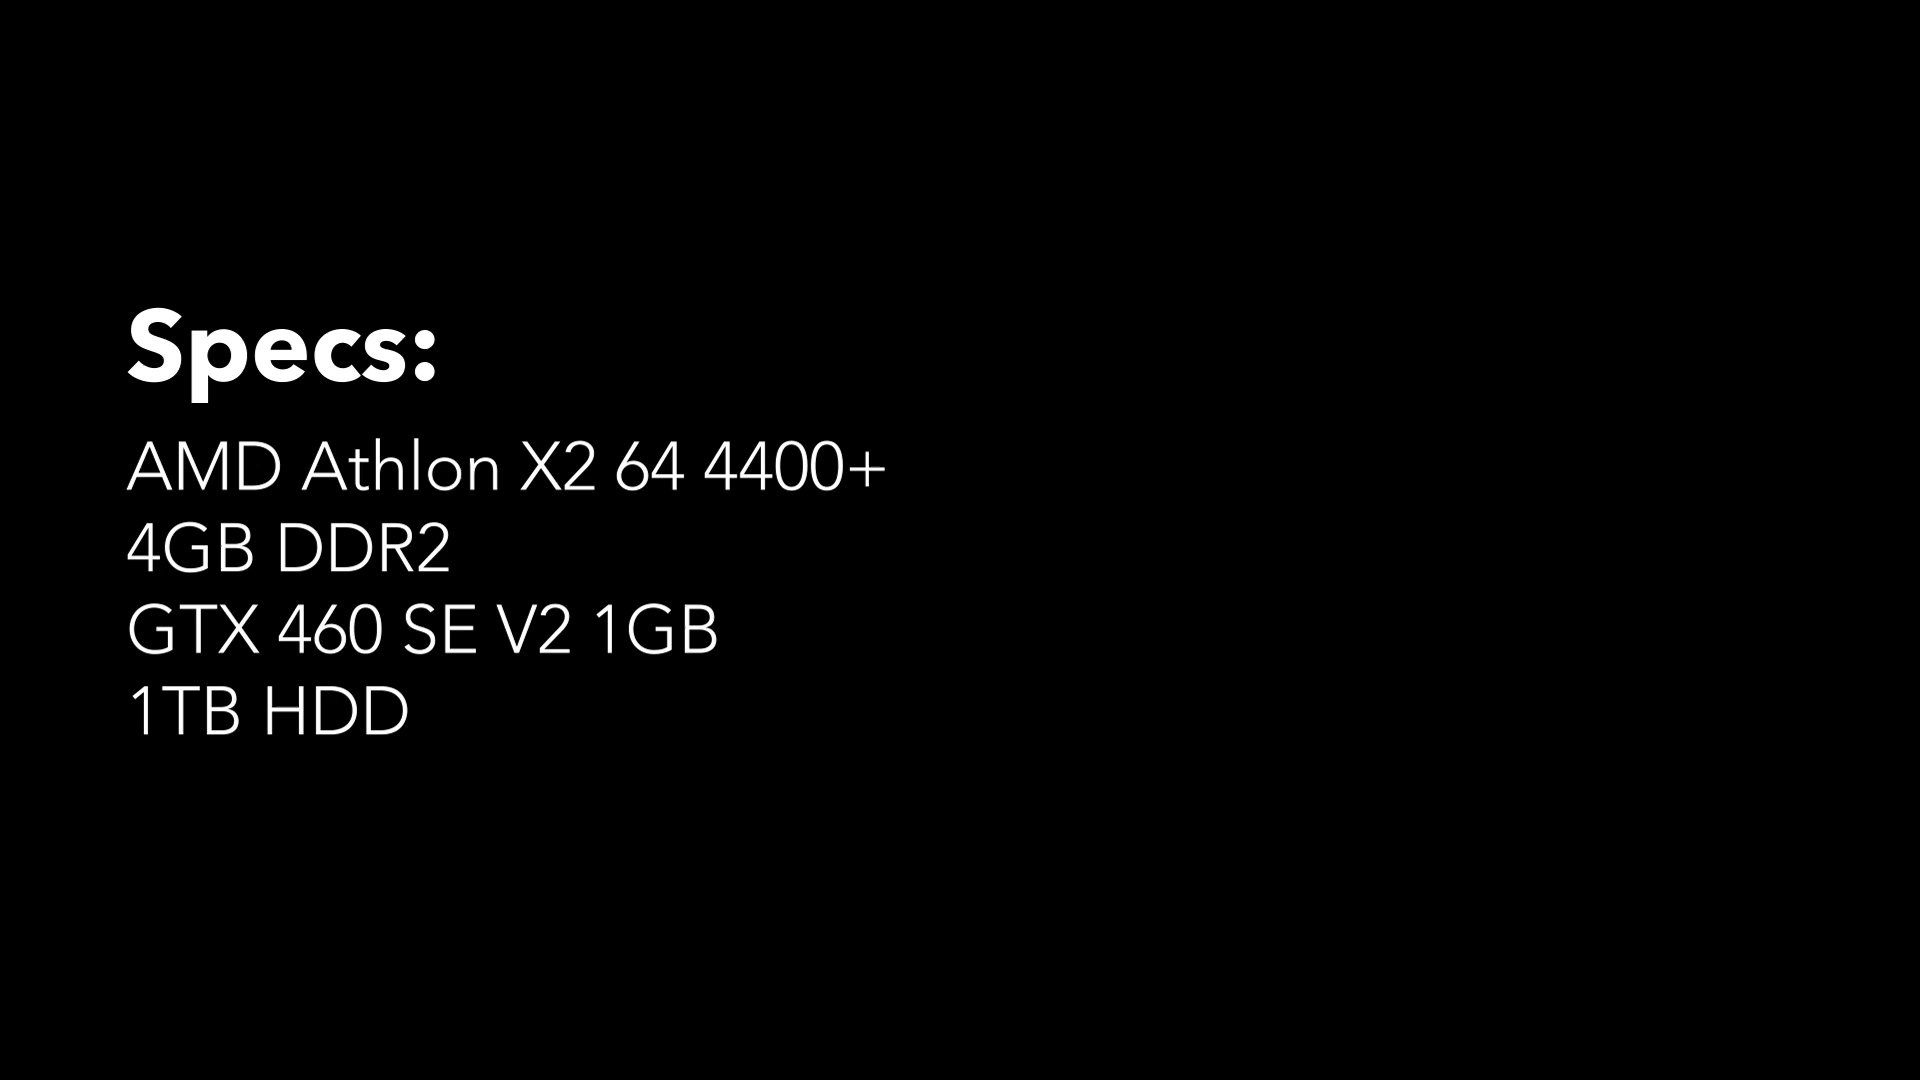 Specs:
AMD Athlon X2 64 4400+
4GB DDR2
GTX 460 SE V2 1GB
1TB HDD